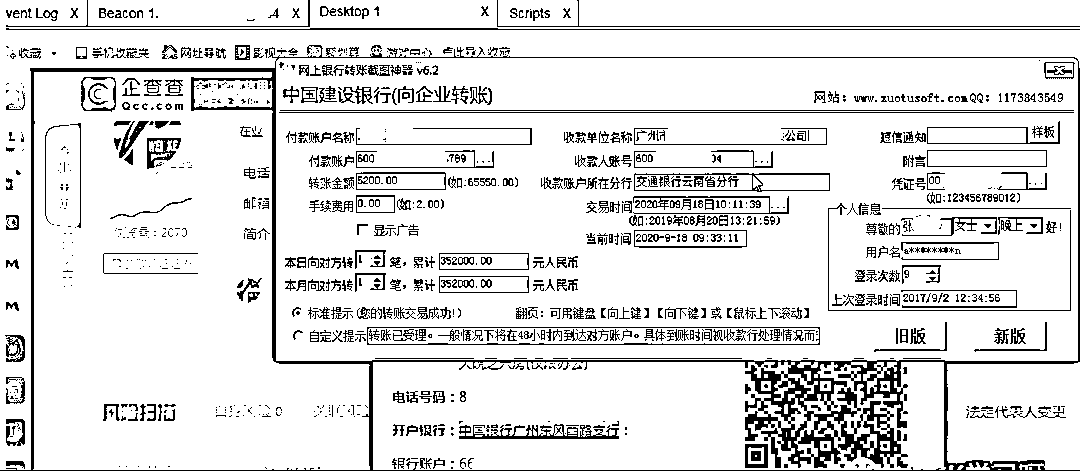 vent Log X Beacon 1. X Desktop 1 X Scripts X
收藏 手机收藏夹 网址导航 影视大全 游戏中心 点此导入收藏
网上银行转账截图神器 v6.2
企查查
Qcc.com
中国建设银行(向企业转账)
网站：www.zuotusoft.com QQ：1173843549
在业
电话
邮箱
简介
浏览量：2070
付款账户名称
收款单位名称 广州 公司
短信通知 样板
付款账户 600 789 ...
收款人账号 600 04 ...
附言
转账金额 5200.00 (如:65550.00)
收款账户所在分行 交通银行云南省分行
凭证号 00 ...
(如:123456789012)
手续费用 0.00 (如:2.00)
交易时间 2020年09月18日10:11:39 ...
(如:2019年08月20日13:21:59)
显示广告
当前时间 2020-9-18 09:33:11
个人信息
尊敬的 女士 晚上 好!
用户名 a********n
登录次数 9
上次登录时间 2017/9/2 12:34:56
本日向对方转 1 笔，累计 352000.00 元人民币
本月向对方转 1 笔，累计 352000.00 元人民币
标准提示(您的转账交易成功!) 翻页：可用键盘【向上键】【向下键】或【鼠标上下滚动】
自定义提示 转账已受理。一般情况下将在48小时内到达对方账户。具体到账时间视收款行处理情况而
旧版 新版
电话号码：8
风险扫描
法定代表人变更
开户银行：中国银行广州东风西路支行：
银行账户：66